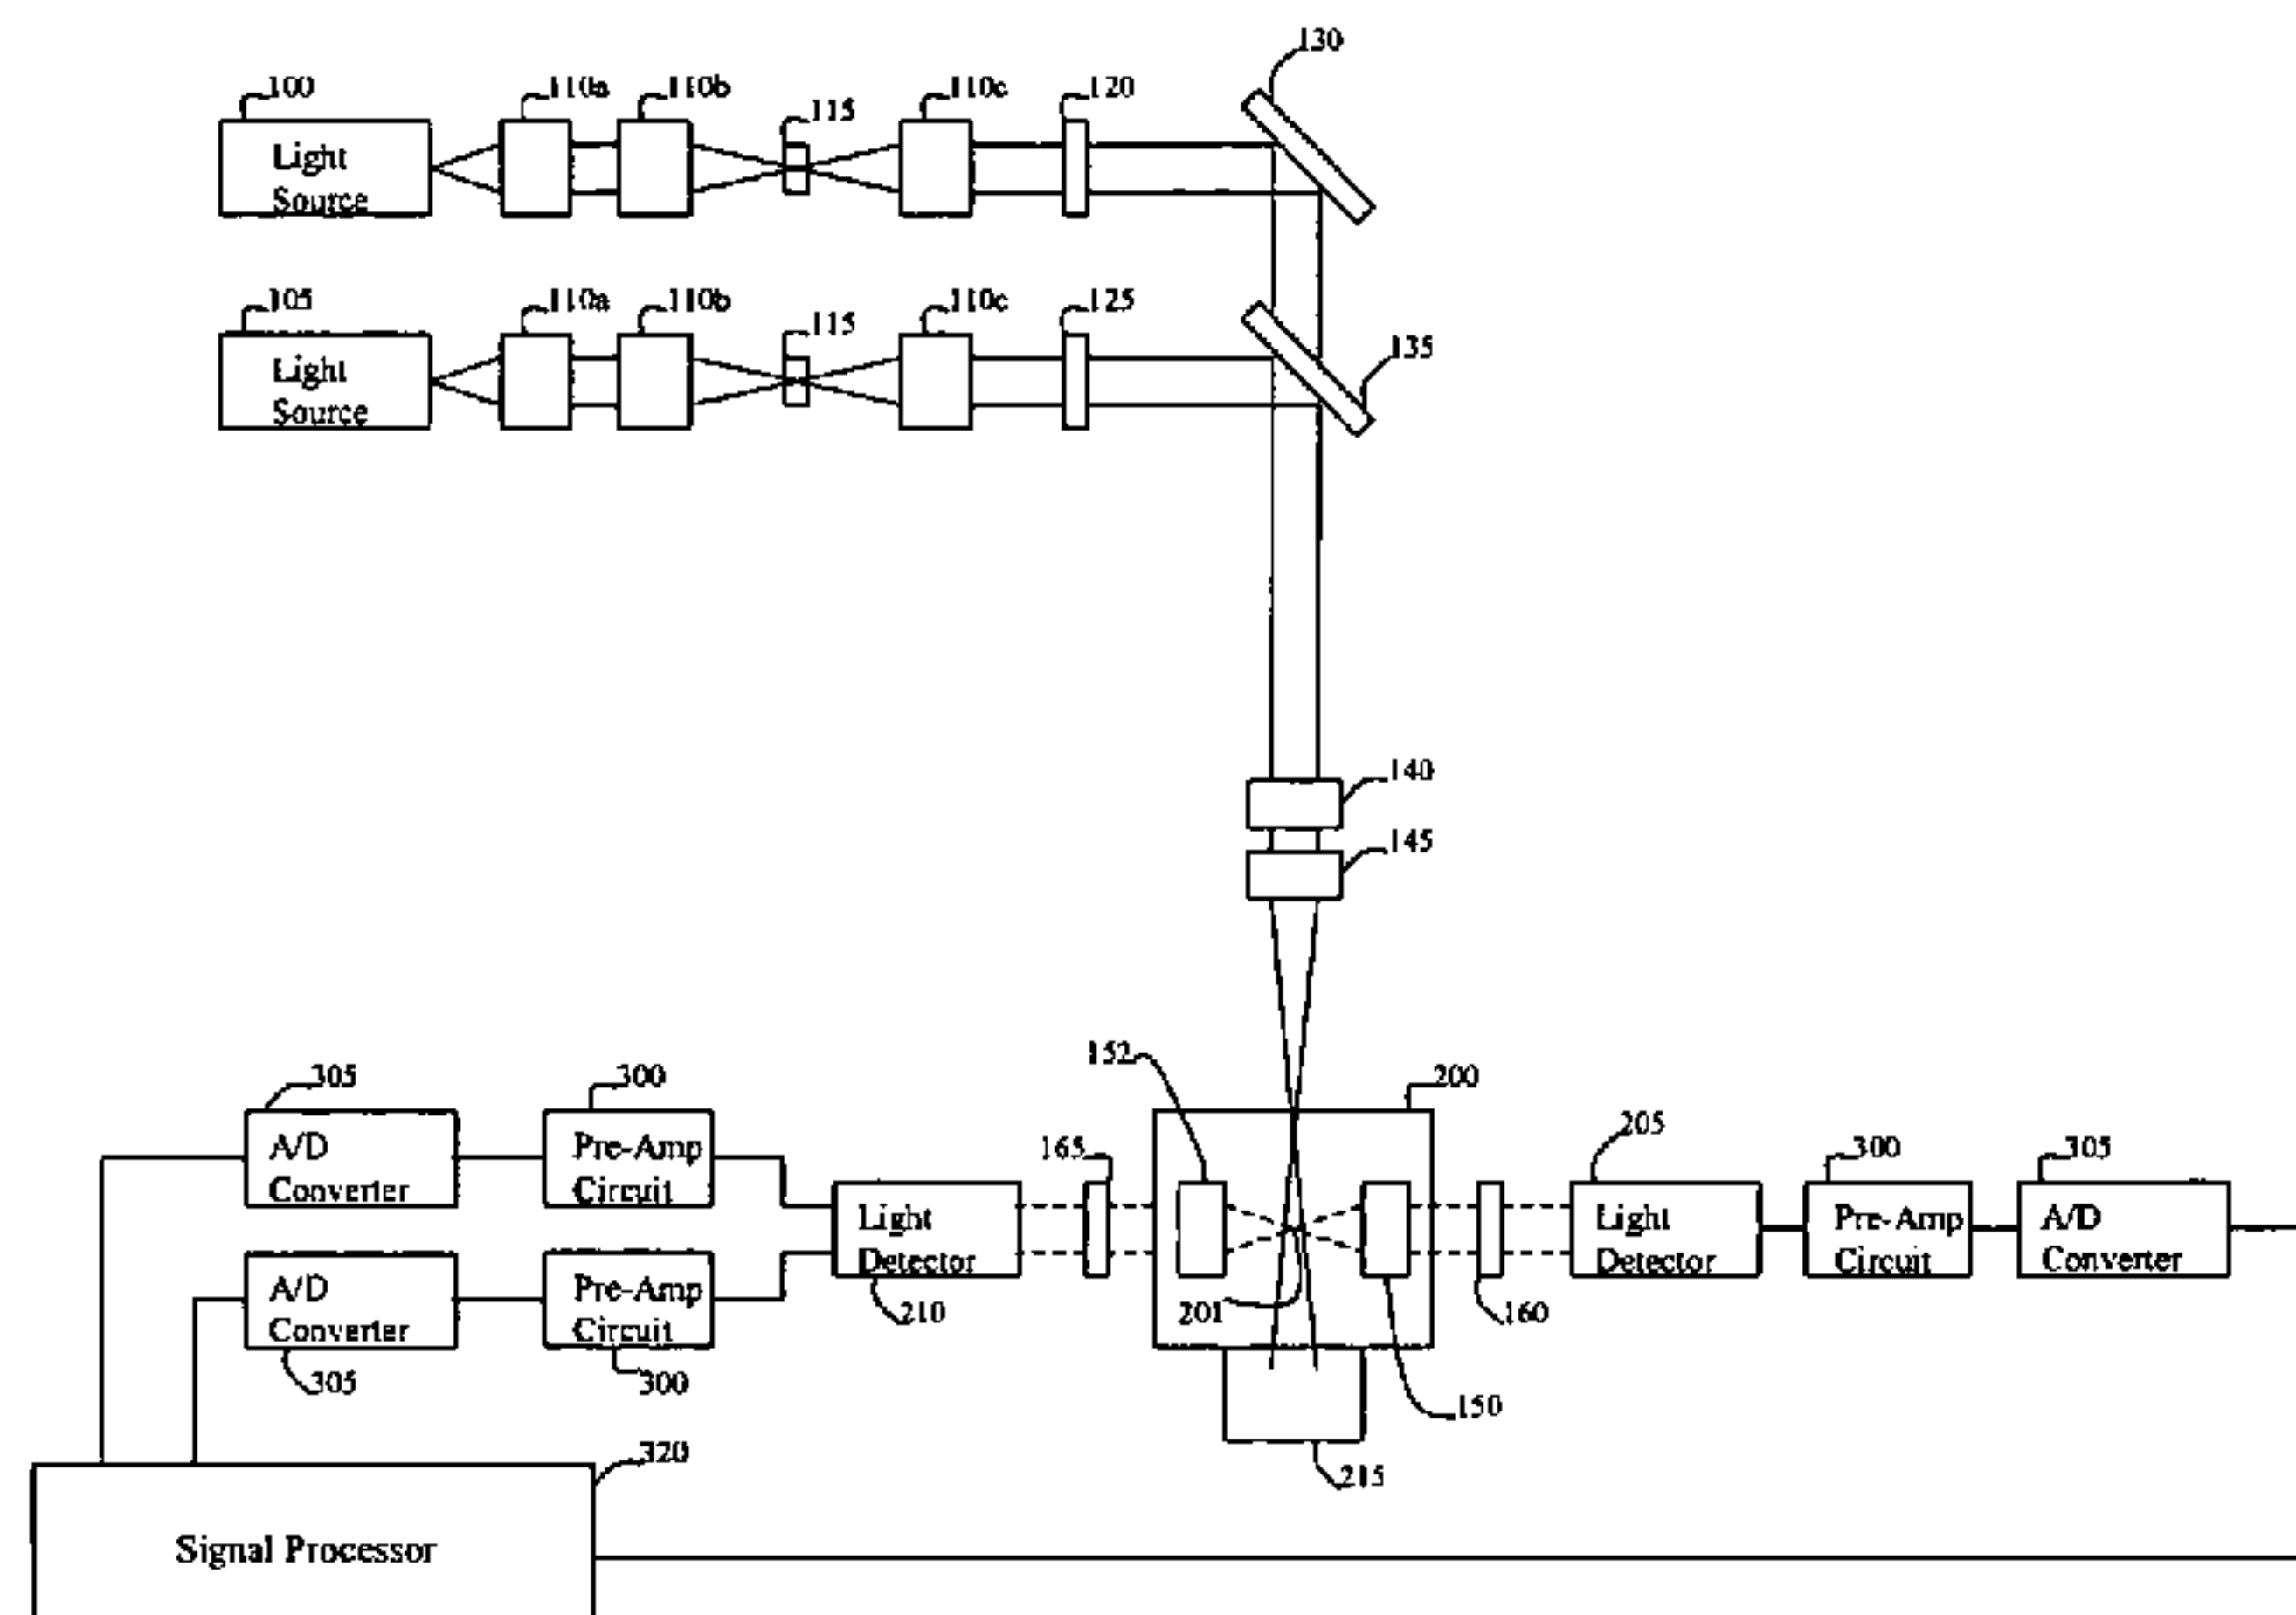 130
100 110a 110b 115 110c 120
Light
Source
105 110a 110b 115 110c 125
135
Light
Source
140
145
152
305 300 200
A/D
Converter
Pre-Amp
Circuit
165
205 300 305
Light
Detector
Light
Detector
Pre-Amp
Circuit
A/D
Converter
A/D
Converter
Pre-Amp
Circuit
210 201 160
305 300
150
320
215
Signal Processor